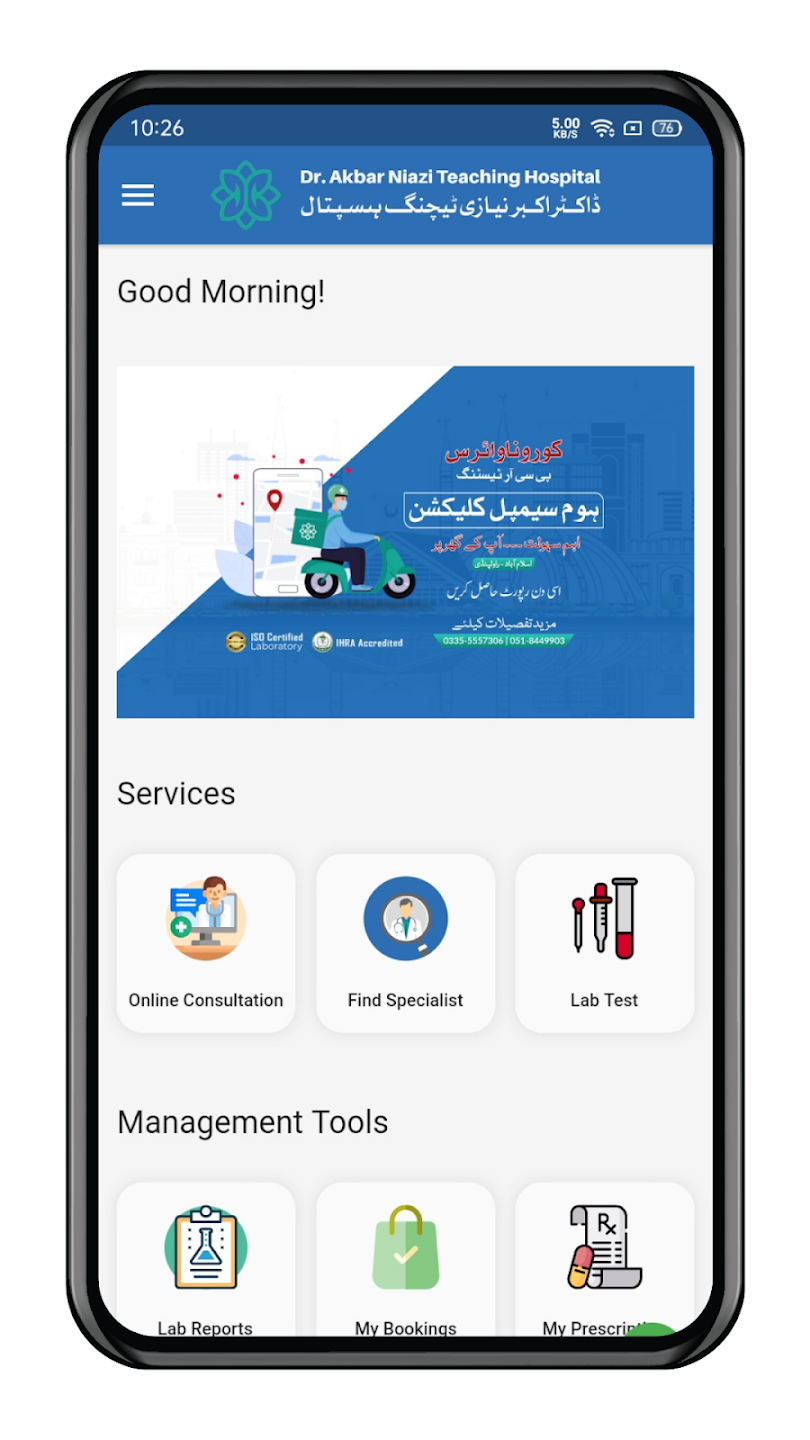 10:26
5.00
KB/S
76
Dr. Akbar Niazi Teaching Hospital
ڈاکٹر اکبر نیازی ٹیچنگ ہسپتال
Good Morning!
کورونا وائرس
پی سی آر ٹیسٹنگ
ہوم سیمپل کلیکشن
اہم سہولت --- آپ کے گھر پر
اسلام آباد - راولپنڈی
اسی دن رپورٹ حاصل کریں
مزید تفصیلات کیلئے
0335-5557306 | 051-8449903
ISO Certified
Laboratory
IHRA Accredited
Services
Online Consultation
Find Specialist
Lab Test
Management Tools
Rx
Lab Reports
My Bookings
My